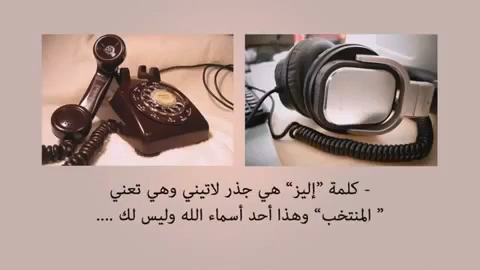 - كلمة ”إليز“ هي جذر لاتيني وهي تعني
” المنتخب“ وهذا أحد أسماء الله وليس لك ....